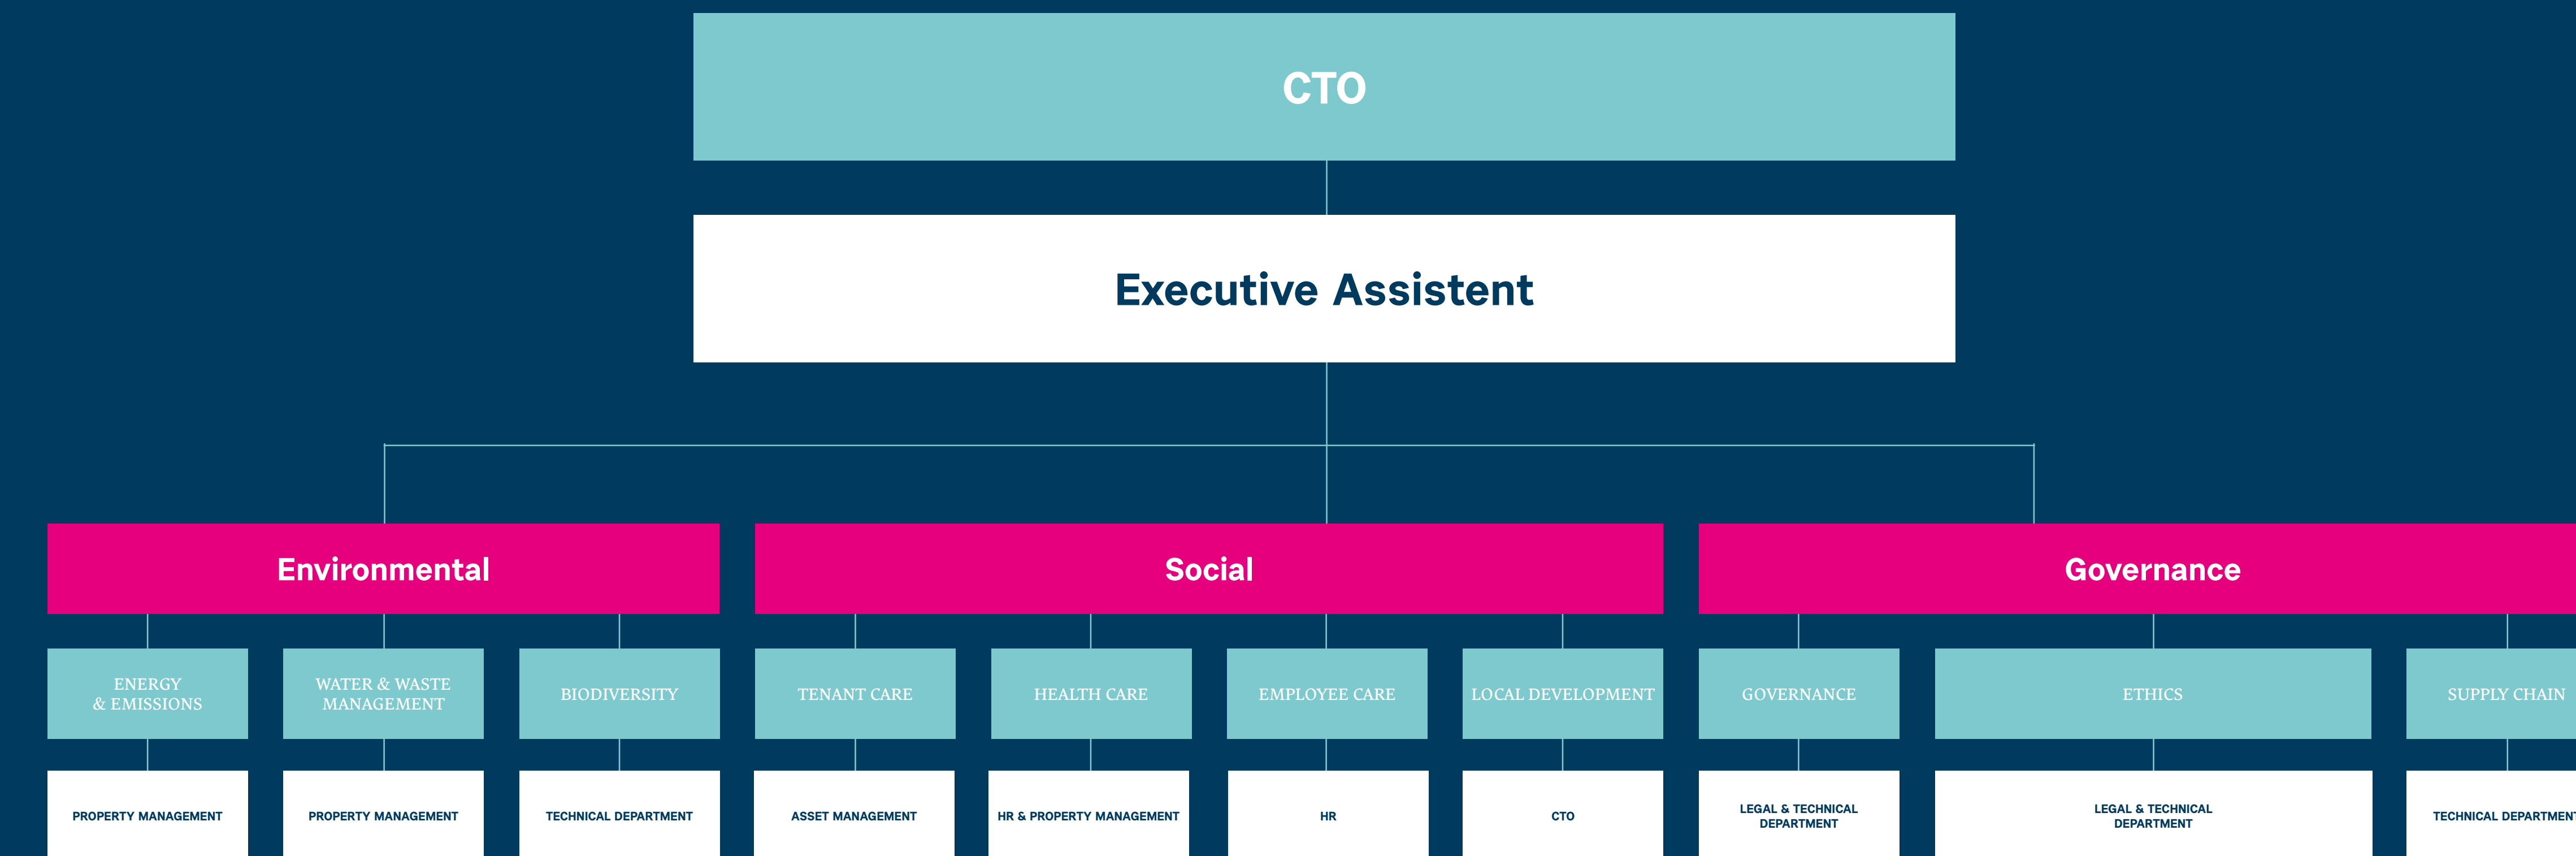 CTO
Executive Assistent
Environmental
Social
Governance
ENERGY
& EMISSIONS
WATER & WASTE
MANAGEMENT
BIODIVERSITY
TENANT CARE
HEALTH CARE
EMPLOYEE CARE
LOCAL DEVELOPMENT
GOVERNANCE
ETHICS
SUPPLY CHAIN
PROPERTY MANAGEMENT
PROPERTY MANAGEMENT
TECHNICAL DEPARTMENT
ASSET MANAGEMENT
HR & PROPERTY MANAGEMENT
HR
CTO
LEGAL & TECHNICAL
DEPARTMENT
LEGAL & TECHNICAL
DEPARTMENT
TECHNICAL DEPARTMENT